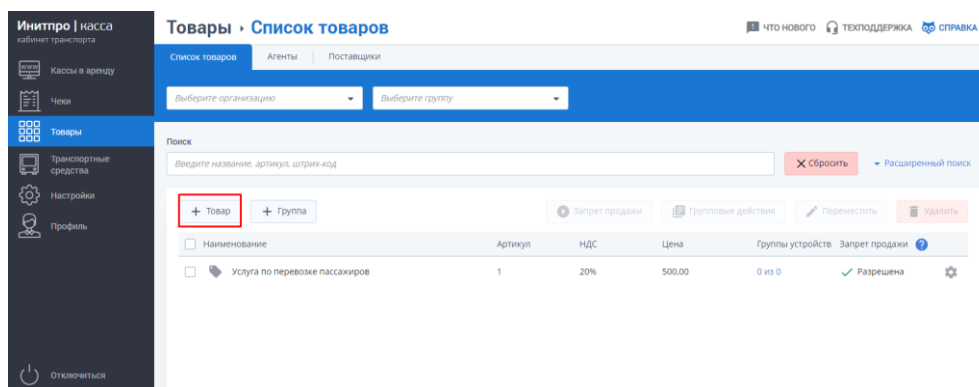 Инитпро | касса
кабинет транспорта
Товары › Список товаров
ЧТО НОВОГО
ТЕХПОДДЕРЖКА
СПРАВКА
Список товаров
Агенты
Поставщики
WWW
Кассы в аренду
Чеки
Товары
Транспортные
средства
Настройки
Профиль
Отключиться
Выберите организацию
Выберите группу
Поиск
Введите название, артикул, штрих-код
Сбросить
Расширенный поиск
+ Товар
+ Группа
Запрет продажи
Групповые действия
Переместить
Удалить
Наименование
Артикул
НДС
Цена
Группы устройств
Запрет продажи
?
Услуга по перевозке пассажиров
1
20%
500.00
0 из 0
Разрешена